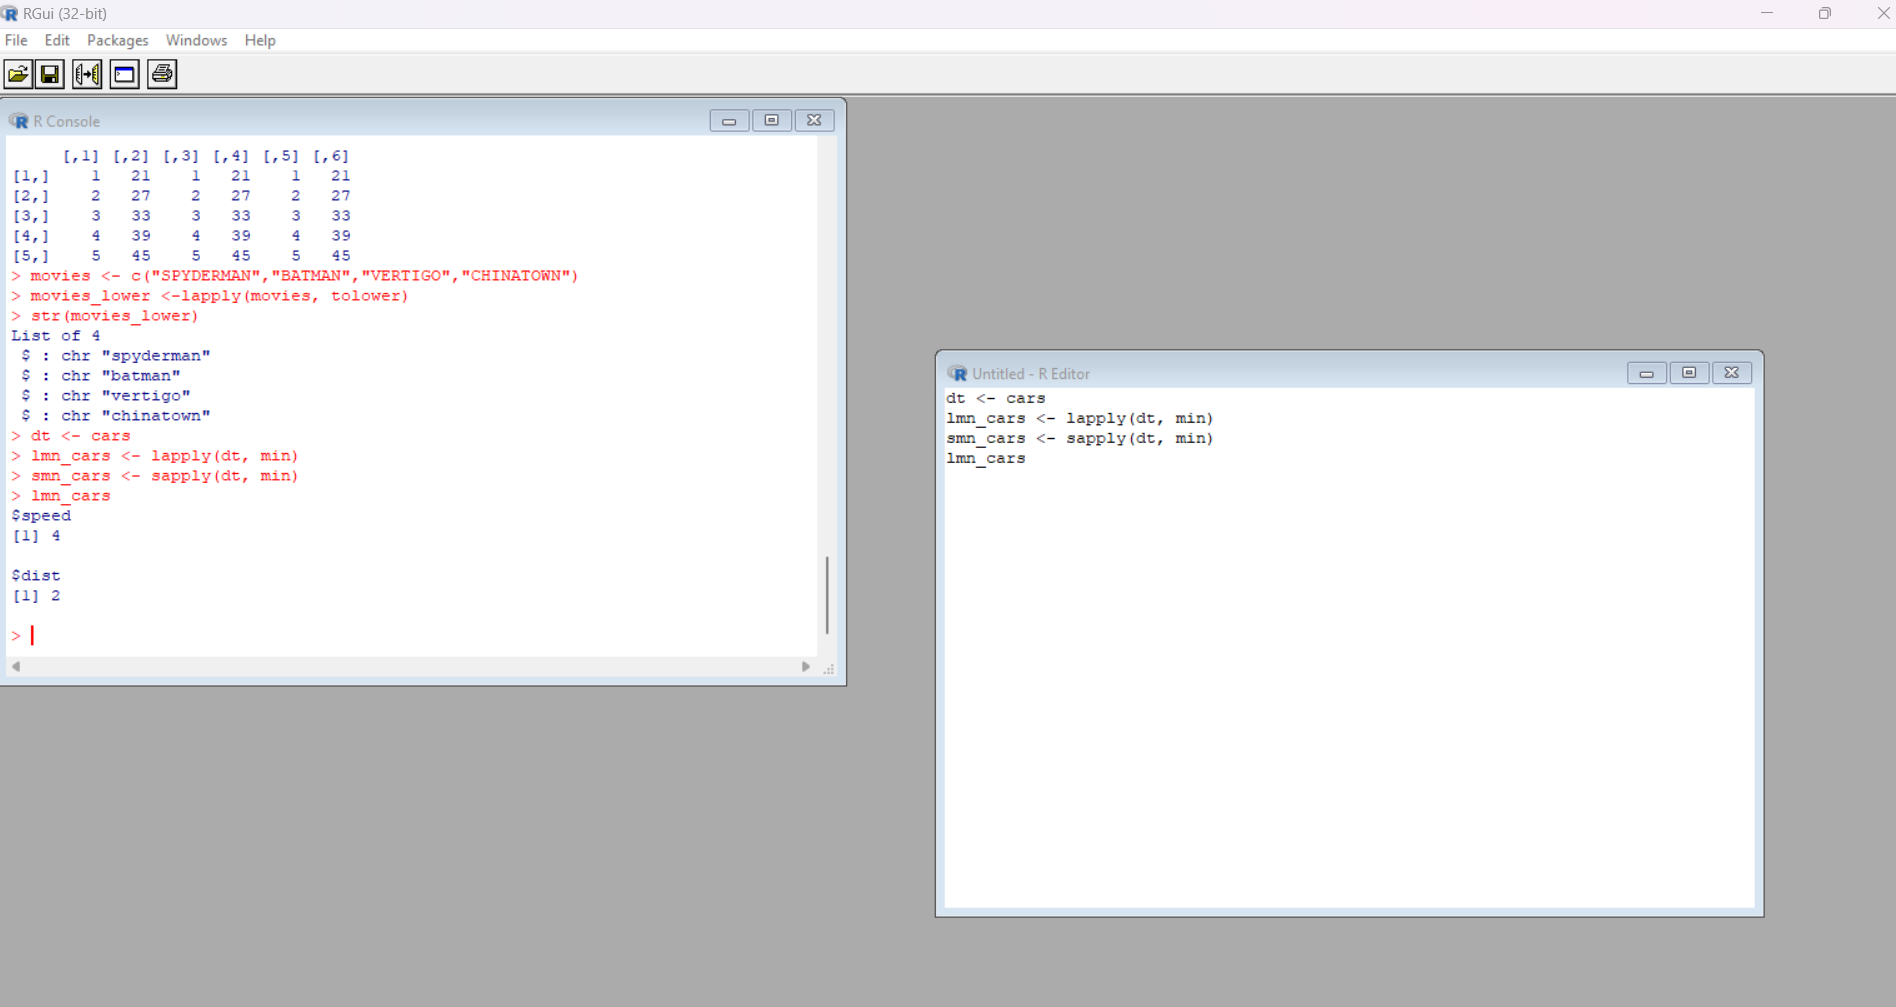 RGui (32-bit)
File Edit Packages Windows Help
R Console
     [,1] [,2] [,3] [,4] [,5] [,6]
[1,]    1   21    1   21    1   21
[2,]    2   27    2   27    2   27
[3,]    3   33    3   33    3   33
[4,]    4   39    4   39    4   39
[5,]    5   45    5   45    5   45
> movies <- c("SPYDERMAN","BATMAN","VERTIGO","CHINATOWN")
> movies_lower <-lapply(movies, tolower)
> str(movies_lower)
List of 4
 $ : chr "spyderman"
 $ : chr "batman"
 $ : chr "vertigo"
 $ : chr "chinatown"
> dt <- cars
> lmn_cars <- lapply(dt, min)
> smn_cars <- sapply(dt, min)
> lmn_cars
$speed
[1] 4
$dist
[1] 2
>
Untitled - R Editor
dt <- cars
lmn_cars <- lapply(dt, min)
smn_cars <- sapply(dt, min)
lmn_cars